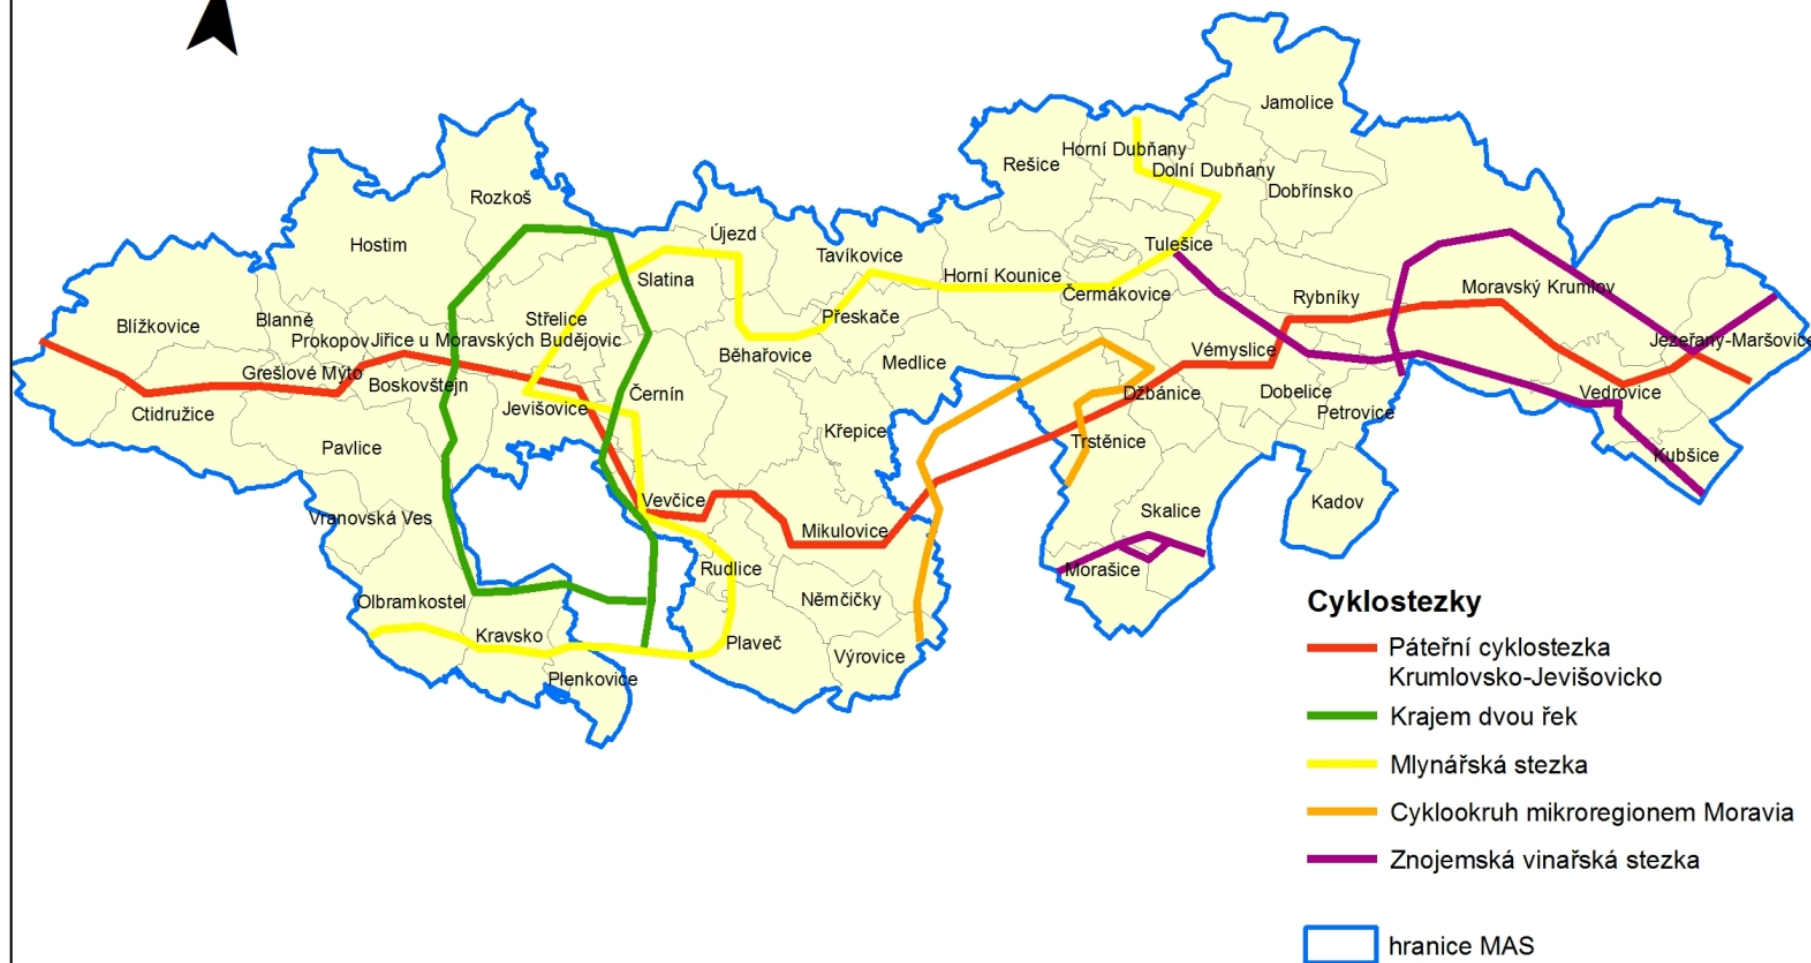 Jamolice
Horní Dubňany
Rešice
Dolní Dubňany
Dobřínsko
Rozkoš
Hostim
Újezd
Tulešice
Tavíkovice
Slatina
Horní Kounice
Čermákovice
Moravský Krumlov
Rybníky
Blížkovice
Blanné
Střelice
Přeskače
Prokopov
Jiřice u Moravských Budějovic
Jezeřany-Maršovice
Běhařovice
Vémyslice
Medlice
Grešlové Mýto
Boskovštejn
Černín
Džbánice
Dobelice
Vedrovice
Ctidružice
Jevišovice
Petrovice
Křepice
Trstěnice
Pavlice
Kubšice
Vevčice
Kadov
Skalice
Vranovská Ves
Mikulovice
Rudlice
Morašice
Olbramkostel
Němčičky
Kravsko
Plaveč
Výrovice
Plenkovice
Cyklostezky
Páteřní cyklostezka
Krumlovsko-Jevišovicko
Krajem dvou řek
Mlynářská stezka
Cyklookruh mikroregionem Moravia
Znojemská vinařská stezka
hranice MAS